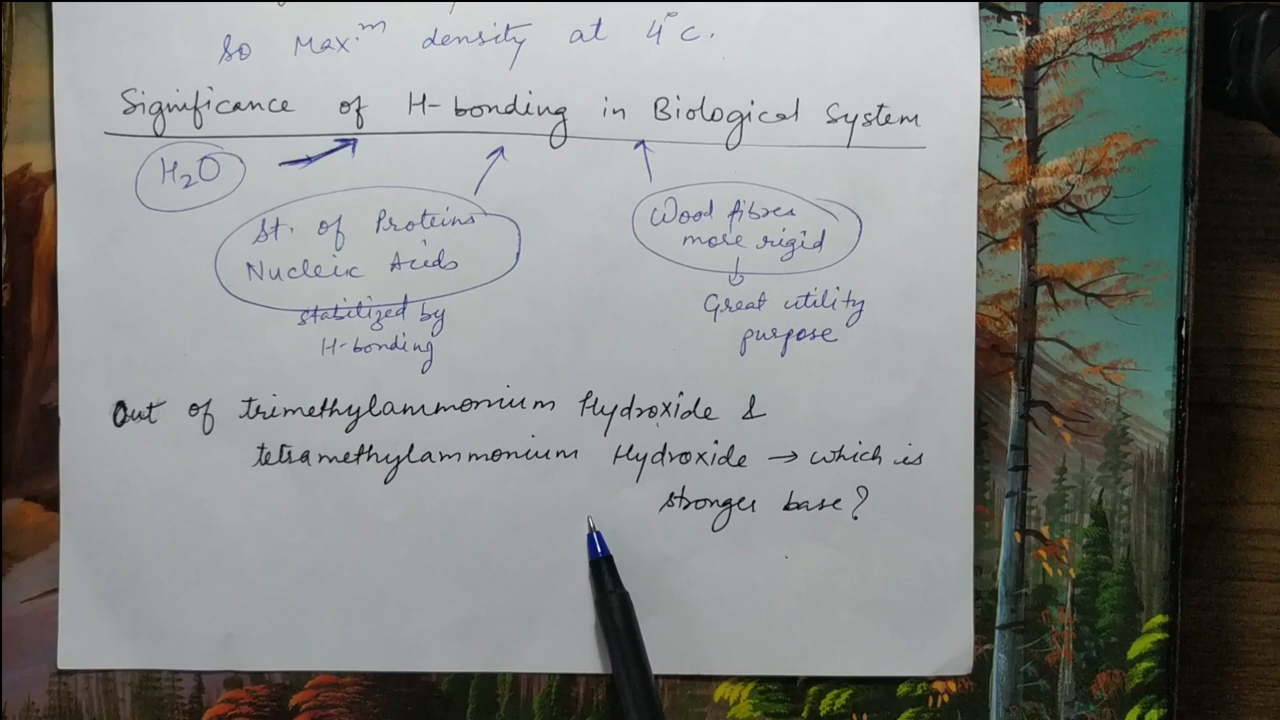 So Max.m density at 4°c.
Significance of H-bonding in Biological System
H2O
St. of Proteins
Nucleic Acids
stabilized by
H-bonding
Wood fibres
more rigid
Great utility
purpose
Out of trimethylammonium Hydroxide &
tetramethylammonium Hydroxide → which is
stronger base?